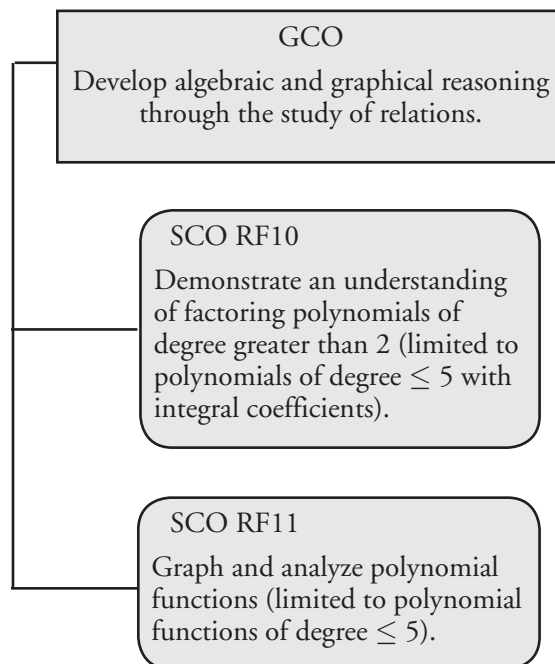 GCO
Develop algebraic and graphical reasoning
through the study of relations.
SCO RF10
Demonstrate an understanding
of factoring polynomials of
degree greater than 2 (limited to
polynomials of degree ≤ 5 with
integral coefficients).
SCO RF11
Graph and analyze polynomial
functions (limited to polynomial
functions of degree ≤ 5).